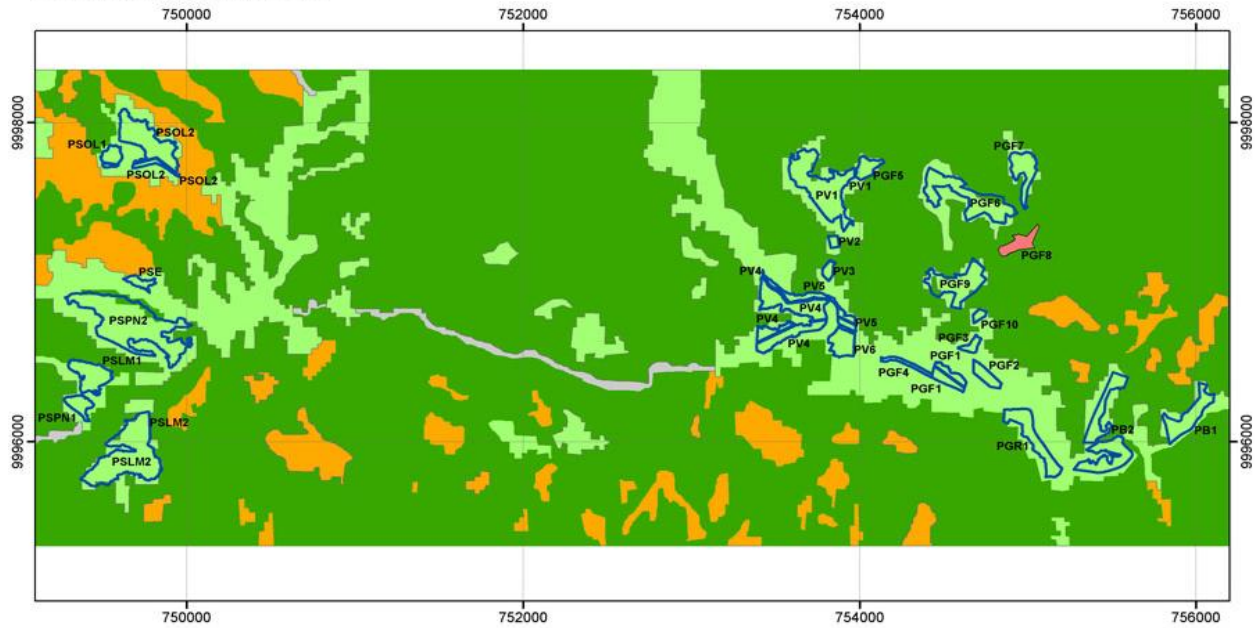 750000 752000 754000 756000
9998000 9998000
PSOL2
PSOL1
PSOL2
PSOL2
PGF7
PGF5
PV1
PV1
PGF6
PV2
PGF8
PSE
PV4
PV3
PV5
PGF9
PSPN2
PV4
PV4
PV5
PGF10
PV4
PV6
PGF3
PSLM1
PGF1
PGF2
PGF4
PGF1
PSPN1
PSLM2
9996000 9996000
PGR1
PB2
PB1
PSLM2
750000 752000 754000 756000